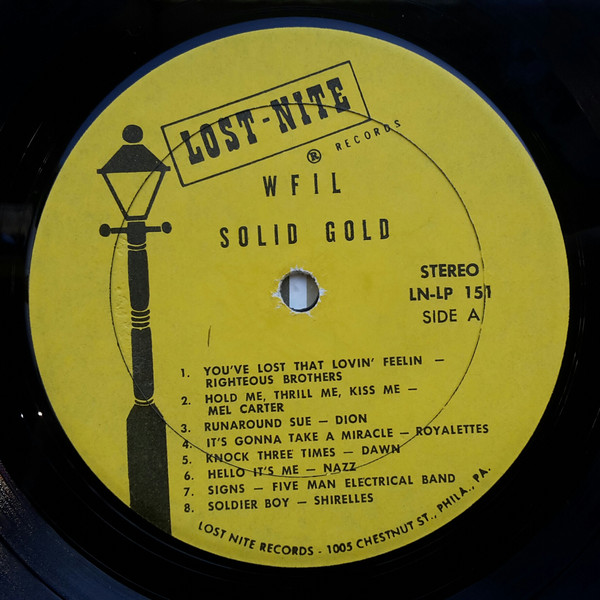 LOST-NITE
® RECORDS
WFIL
SOLID GOLD
STEREO
LN-LP 151
SIDE A
1. YOU'VE LOST THAT LOVIN' FEELIN –
RIGHTEOUS BROTHERS
2. HOLD ME, THRILL ME, KISS ME –
MEL CARTER
3. RUNAROUND SUE – DION
4. IT'S GONNA TAKE A MIRACLE – ROYALETTES
5. KNOCK THREE TIMES – DAWN
6. HELLO IT'S ME – NAZZ
7. SIGNS – FIVE MAN ELECTRICAL BAND
8. SOLDIER BOY – SHIRELLES
LOST NITE RECORDS - 1005 CHESTNUT ST., PHILA., PA.